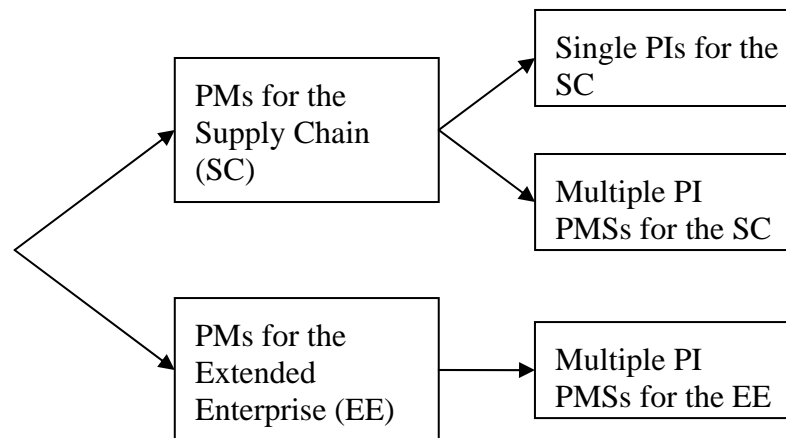 PMs for the
Supply Chain
(SC)
Single PIs for the
SC
Multiple PI
PMSs for the SC
PMs for the
Extended
Enterprise (EE)
Multiple PI
PMSs for the EE